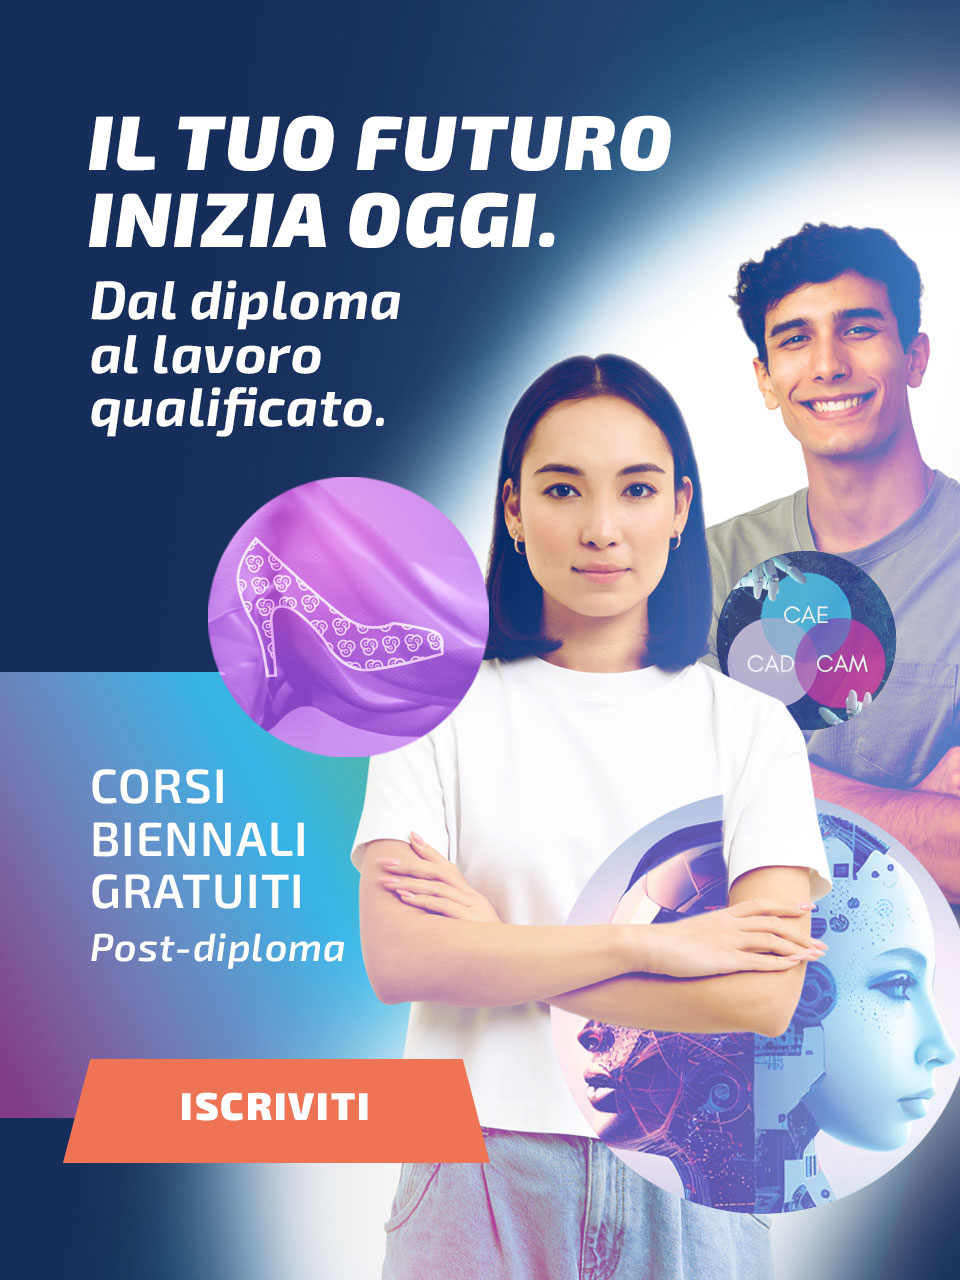 IL TUO FUTURO
INIZIA OGGI.
Dal diploma
al lavoro
qualificato.
CAE
CAD CAM
CORSI
BIENNALI
GRATUITI
Post-diploma
ISCRIVITI